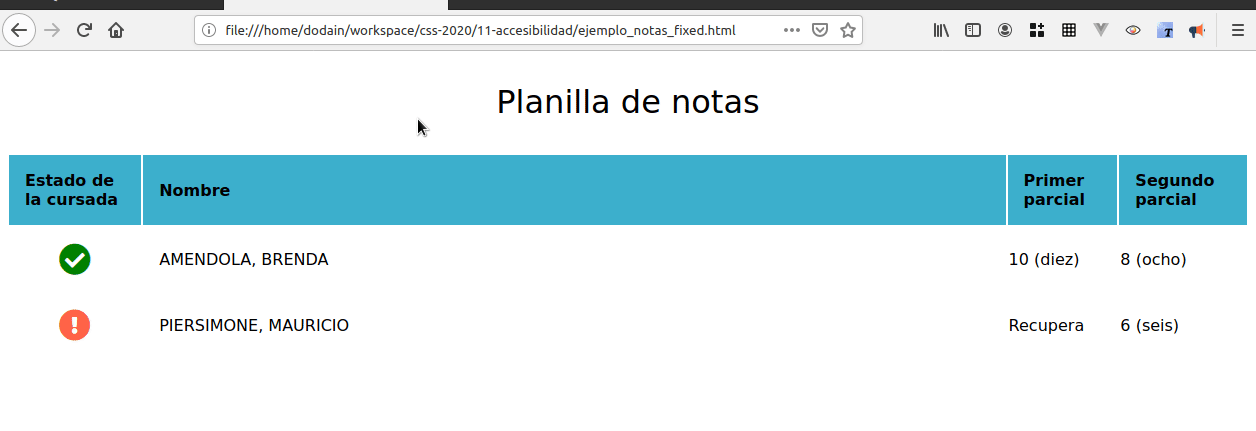 file:///home/dodain/workspace/css-2020/11-accesibilidad/ejemplo_notas_fixed.html
Planilla de notas
Estado de
la cursada
Nombre
Primer
parcial
Segundo
parcial
AMENDOLA, BRENDA
10 (diez)
8 (ocho)
PIERSIMONE, MAURICIO
Recupera
6 (seis)